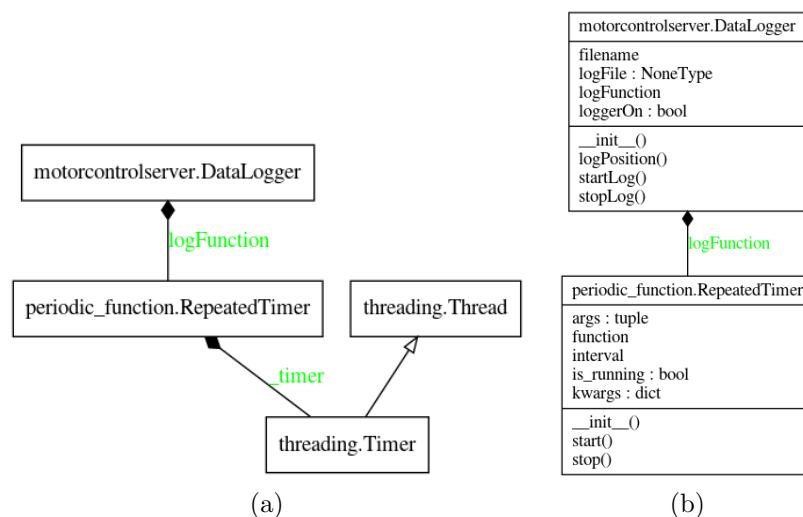 motorcontrolserver.DataLogger
logFunction
periodic_function.RepeatedTimer
threading.Thread
_timer
threading.Timer
(a)
motorcontrolserver.DataLogger
filename
logFile : NoneType
logFunction
loggerOn : bool
__init__()
logPosition()
startLog()
stopLog()
logFunction
periodic_function.RepeatedTimer
args : tuple
function
interval
is_running : bool
kwargs : dict
__init__()
start()
stop()
(b)